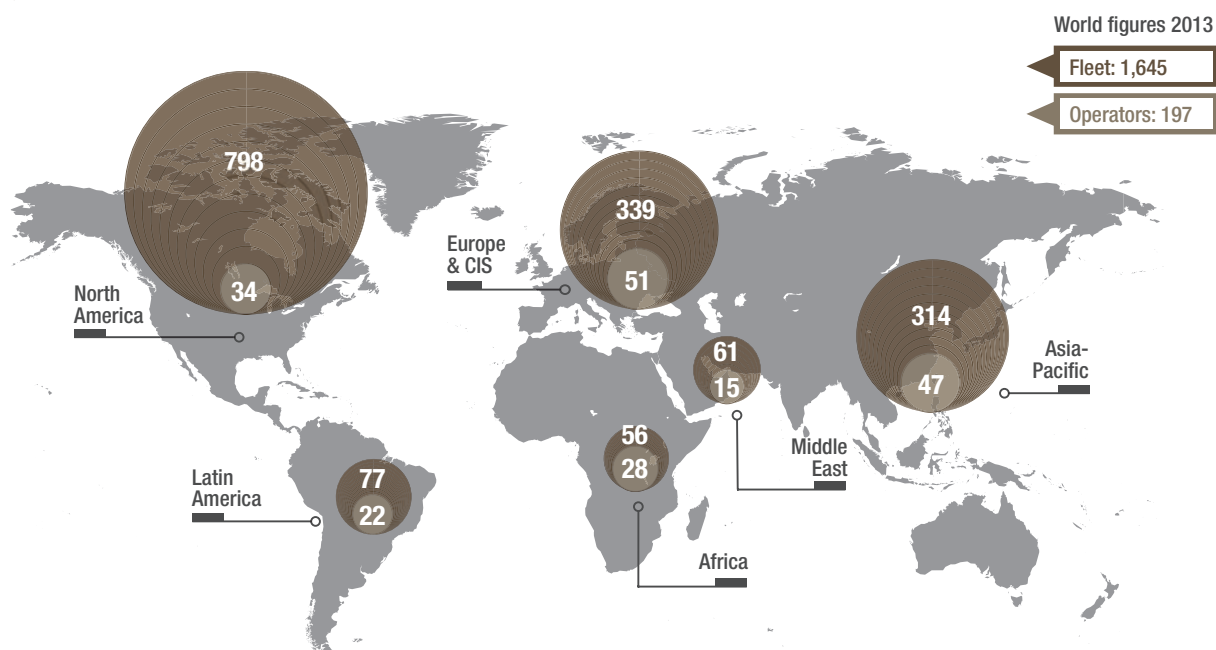 World figures 2013
Fleet: 1,645
Operators: 197
798
34
North
America
339
51
Europe
& CIS
314
47
Asia-
Pacific
61
15
Middle
East
56
28
Africa
77
22
Latin
America